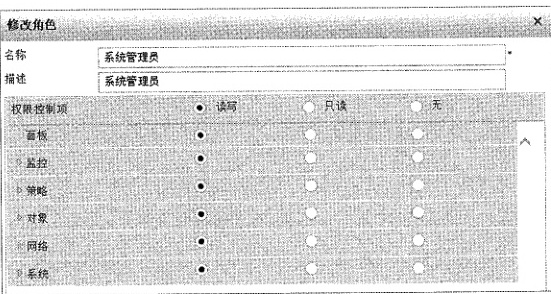 修改角色
名称 系统管理员 *
描述 系统管理员
权限控制项 读写 只读 无
面板
监控
策略
对象
网络
系统